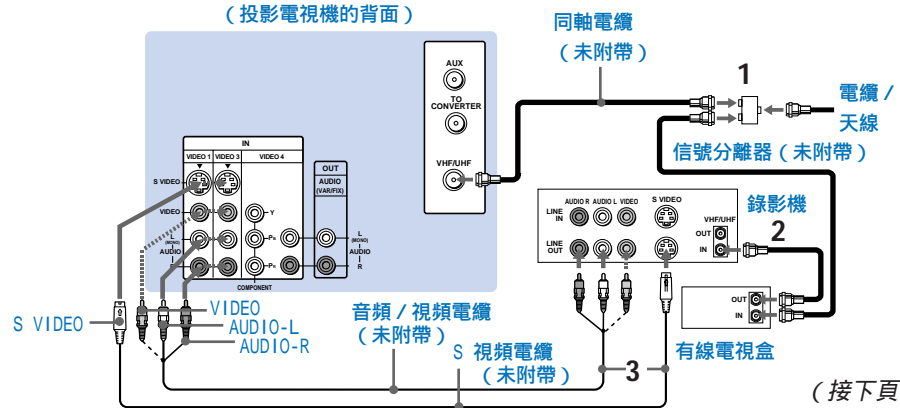 （投影電視機的背面）
同軸電纜
（未附帶）
1
電纜 /
天線
信號分離器（未附帶）
AUX
TO
CONVERTER
VHF/UHF
IN
VIDEO 1 VIDEO 3 VIDEO 4
OUT
AUDIO
(VAR/FIX)
S VIDEO
VIDEO
L
(MONO)
AUDIO
R
Y
PB
PR
COMPONENT
L
(MONO)
AUDIO
R
AUDIO R AUDIO L VIDEO
S VIDEO
LINE
IN
LINE
OUT
VHF/UHF
OUT
IN
錄影機
2
OUT
IN
有線電視盒
S VIDEO
VIDEO
AUDIO-L
AUDIO-R
音頻 / 視頻電纜
（未附帶）
S 視頻電纜
（未附帶）
3
（接下頁